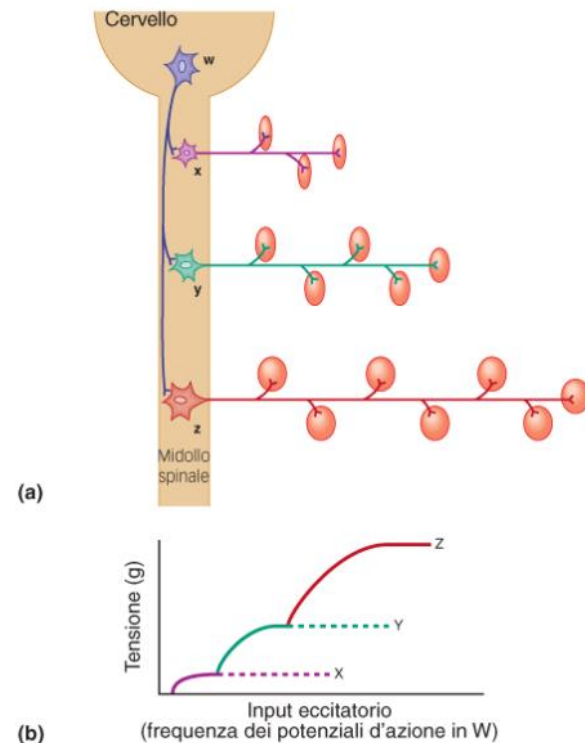 Cervello
w
x
y
z
Midollo
spinale
(a)
Tensione (g)
Z
Y
X
Input eccitatorio
(frequenza dei potenziali d'azione in W)
(b)